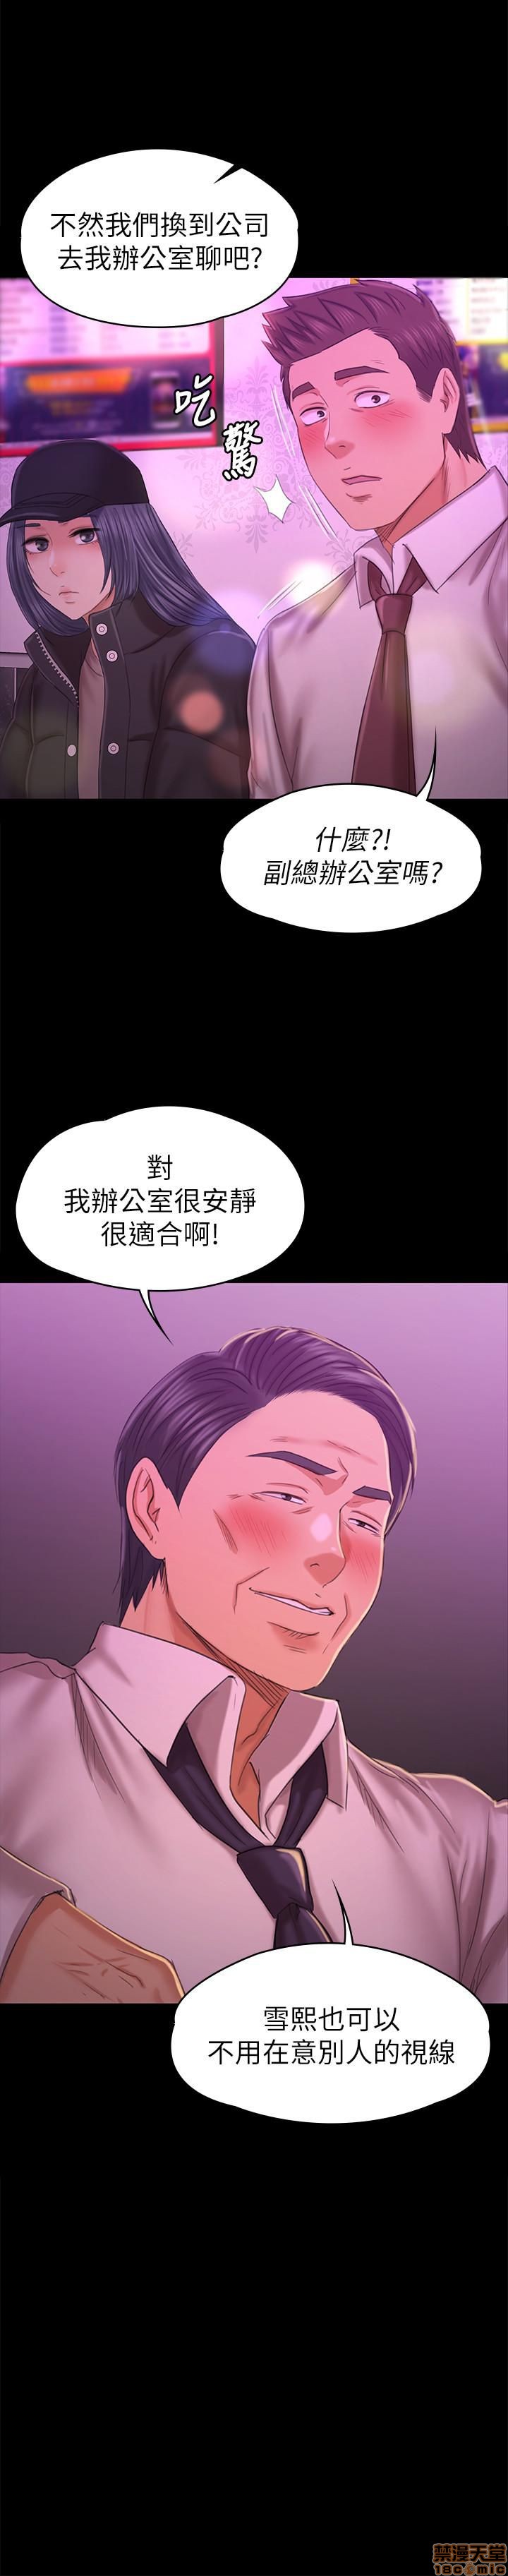 不然我們換到公司
去我辦公室聊吧?
吃
驚
什麼?!
副總辦公室嗎?
對
我辦公室很安靜
很適合啊!
雪熙也可以
不用在意別人的視線
禁漫天堂
18c●mic